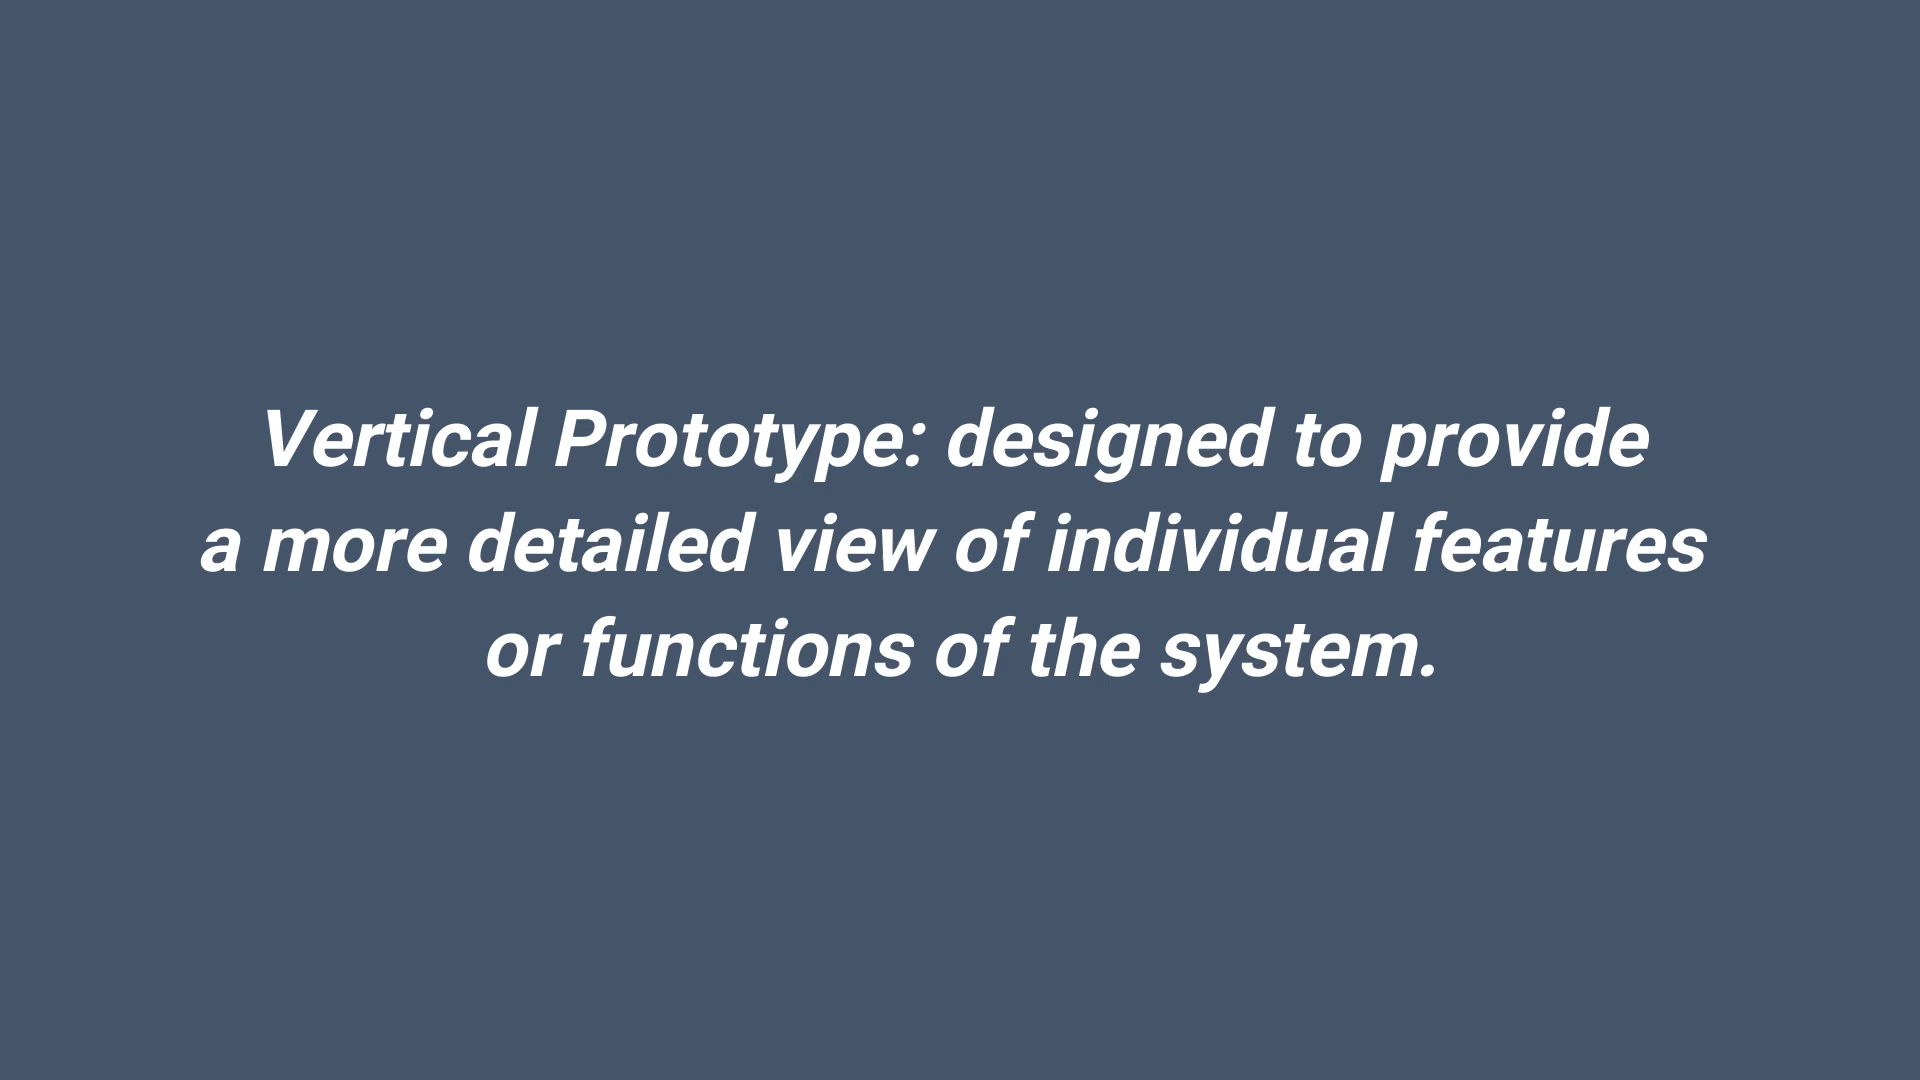 Vertical Prototype: designed to provide
a more detailed view of individual features
or functions of the system.